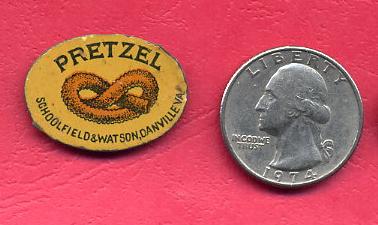 PRETZEL
SCHOOLFIELD & WATSON, DANVILLE VA.
LIBERTY
IN GOD WE
TRUST
1974